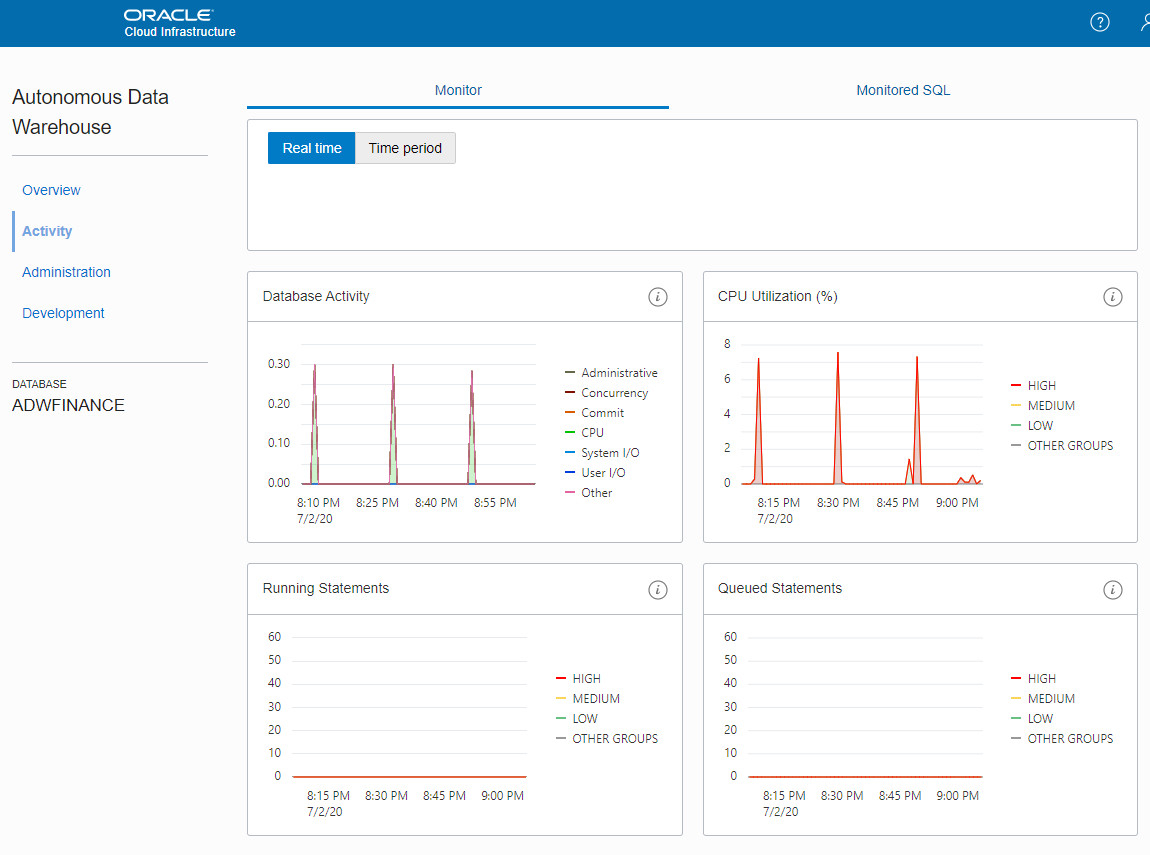 ORACLE
Cloud Infrastructure
?
Autonomous Data
Warehouse
Overview
Activity
Administration
Development
DATABASE
ADWFINANCE
Monitor
Monitored SQL
Real time
Time period
Database Activity
i
0.30
0.20
0.10
0.00
8:10 PM 8:25 PM 8:40 PM 8:55 PM
7/2/20
Administrative
Concurrency
Commit
CPU
System I/O
User I/O
Other
CPU Utilization (%)
i
8
6
4
2
0
8:15 PM 8:30 PM 8:45 PM 9:00 PM
7/2/20
HIGH
MEDIUM
LOW
OTHER GROUPS
Running Statements
i
60
50
40
30
20
10
0
8:15 PM 8:30 PM 8:45 PM 9:00 PM
7/2/20
HIGH
MEDIUM
LOW
OTHER GROUPS
Queued Statements
i
60
50
40
30
20
10
0
8:15 PM 8:30 PM 8:45 PM 9:00 PM
7/2/20
HIGH
MEDIUM
LOW
OTHER GROUPS